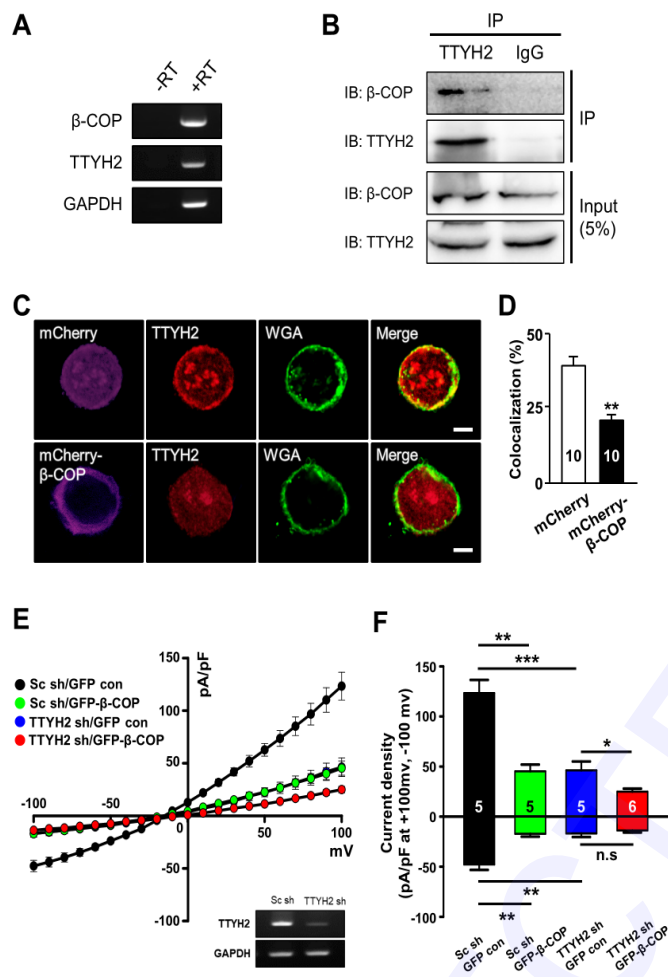 A
-RT
+RT
β-COP
TTYH2
GAPDH
B
IP
TTYH2 IgG
IB: β-COP
IB: TTYH2
IP
IB: β-COP
IB: TTYH2
Input
(5%)
C
mCherry
TTYH2
WGA
Merge
mCherry-
β-COP
TTYH2
WGA
Merge
D
Colocalization (%)
50
25
0
**
10
10
mCherry
mCherry-
β-COP
E
pA/pF
150
100
50
0
-50
-100
-100
-50
50
100
mV
Sc sh/GFP con
Sc sh/GFP-β-COP
TTYH2 sh/GFP con
TTYH2 sh/GFP-β-COP
Sc sh
TTYH2 sh
TTYH2
GAPDH
F
Current density
(pA/pF at +100mv, -100 mv)
150
100
50
0
-50
-100
**
***
*
5
5
5
6
n.s
**
**
Sc sh
GFP con
Sc sh
GFP-β-COP
TTYH2 sh
GFP con
TTYH2 sh
GFP-β-COP